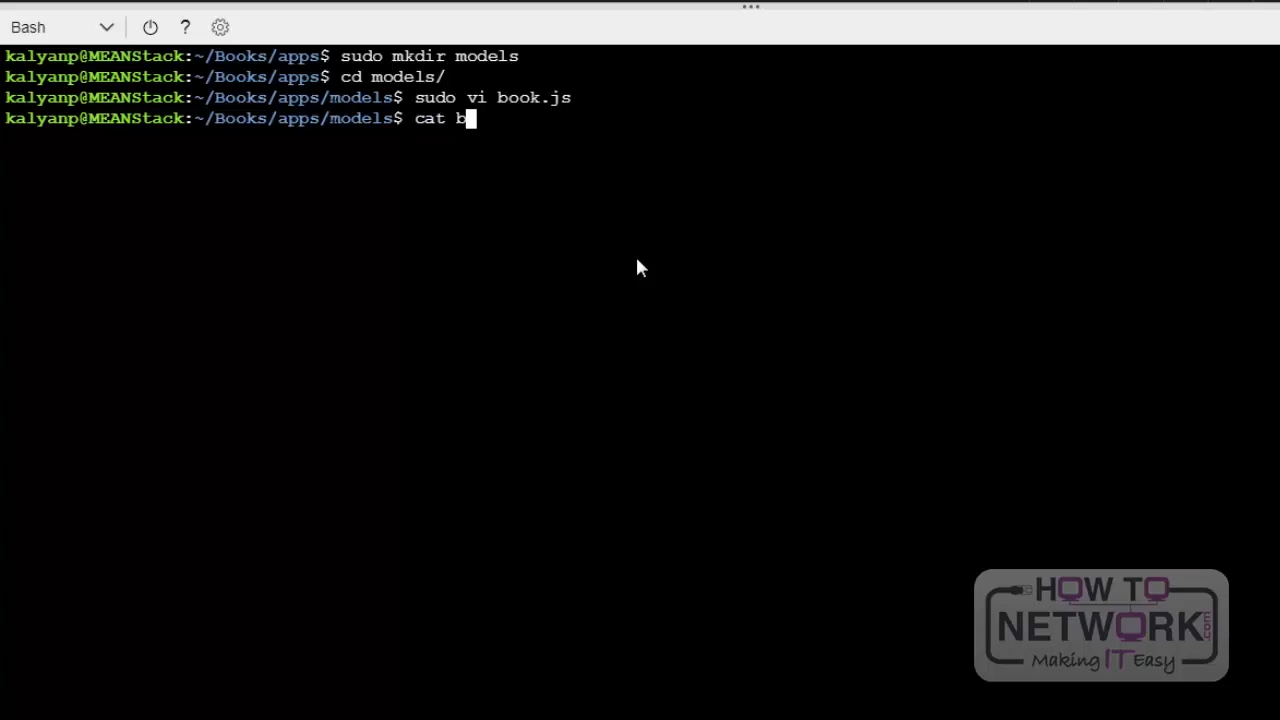 Bash
kalyanp@MEANStack:~/Books/apps$ sudo mkdir models
kalyanp@MEANStack:~/Books/apps$ cd models/
kalyanp@MEANStack:~/Books/apps/models$ sudo vi book.js
kalyanp@MEANStack:~/Books/apps/models$ cat b
HOW TO
NETWORK.com
Making IT Easy